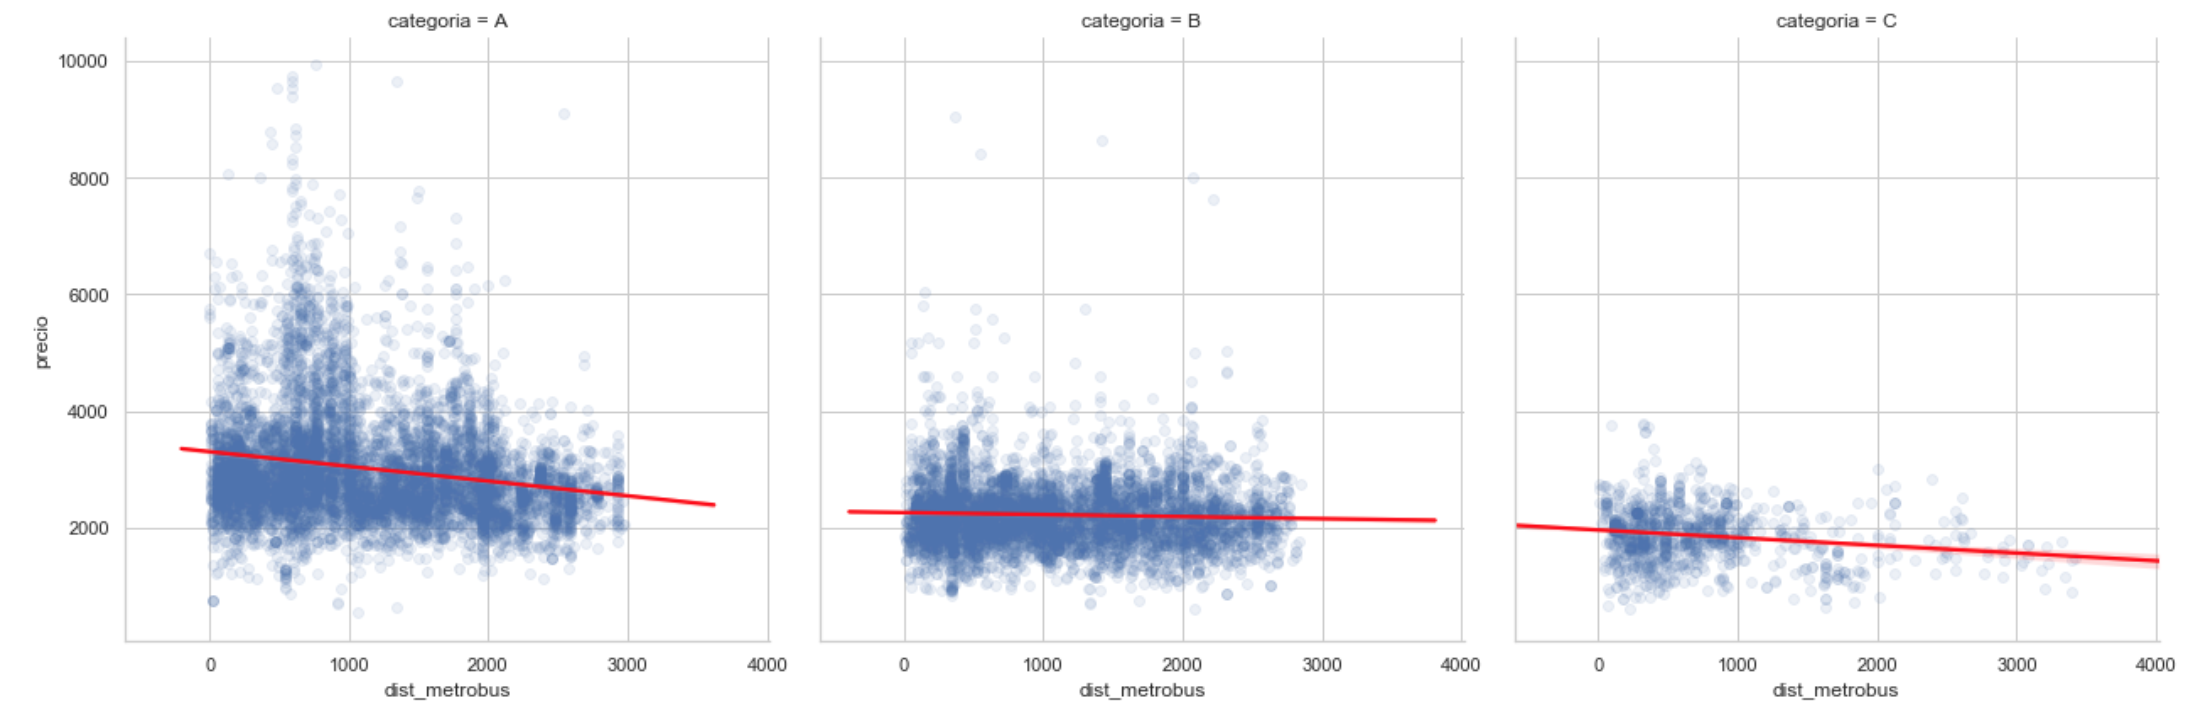 categoria = A
categoria = B
categoria = C
10000
8000
6000
4000
2000
precio
0 1000 2000 3000 4000
0 1000 2000 3000 4000
0 1000 2000 3000 4000
dist_metrobus
dist_metrobus
dist_metrobus